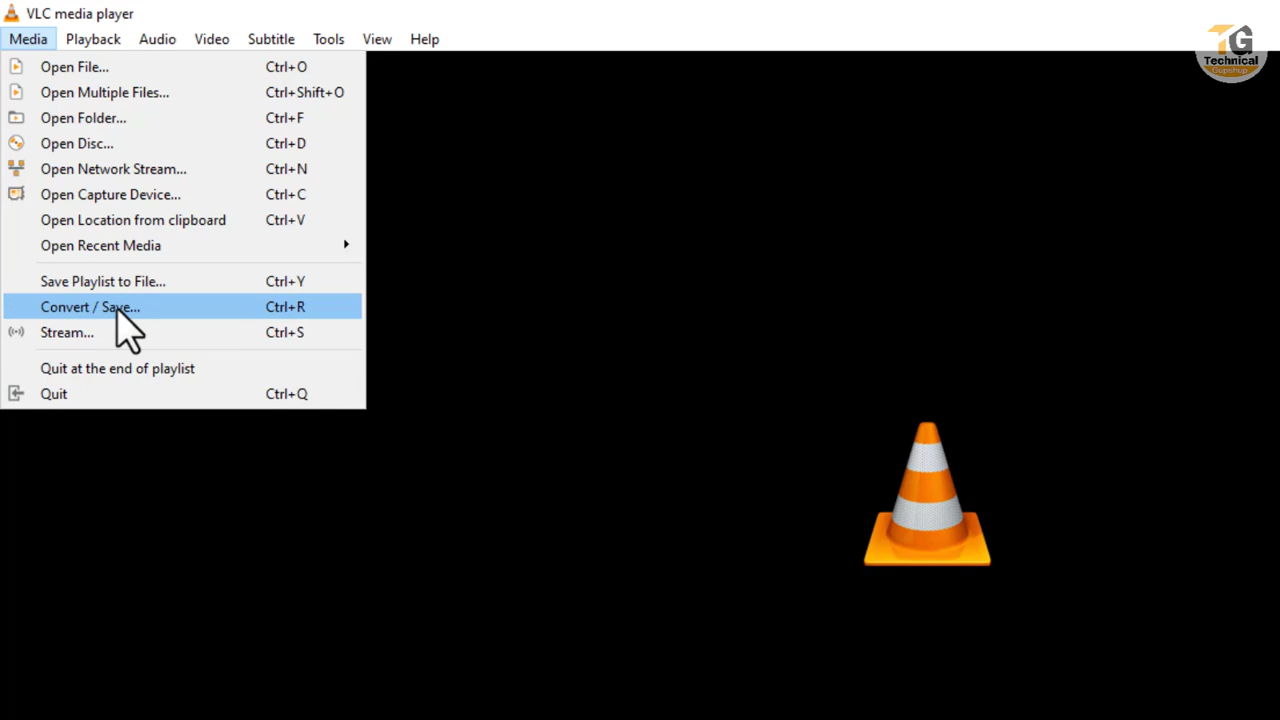 VLC media player
Media Playback Audio Video Subtitle Tools View Help
Open File... Ctrl+O
Open Multiple Files... Ctrl+Shift+O
Open Folder... Ctrl+F
Open Disc... Ctrl+D
Open Network Stream... Ctrl+N
Open Capture Device... Ctrl+C
Open Location from clipboard Ctrl+V
Open Recent Media
Save Playlist to File... Ctrl+Y
Convert / Save... Ctrl+R
Stream... Ctrl+S
Quit at the end of playlist
Quit Ctrl+Q
TG
Technical
Gupshup